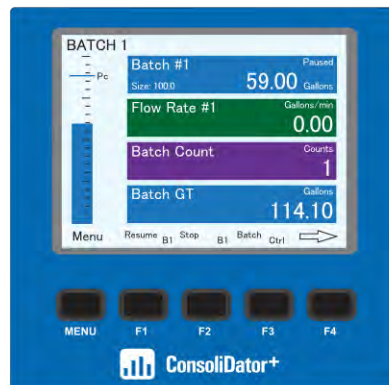 BATCH 1
Pc
Batch #1 Paused
Size: 100.0 59.00 Gallons
Flow Rate #1 Gallons/min
0.00
Batch Count Counts
1
Batch GT Gallons
114.10
Menu Resume B1 Stop B1 Batch Ctrl
MENU F1 F2 F3 F4
ConsoliDator+